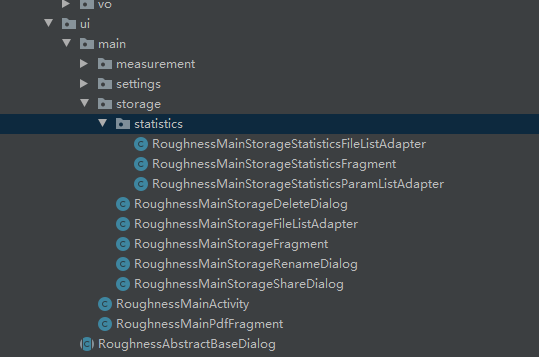 vo
ui
main
measurement
settings
storage
statistics
RoughnessMainStorageStatisticsFileListAdapter
RoughnessMainStorageStatisticsFragment
RoughnessMainStorageStatisticsParamListAdapter
RoughnessMainStorageDeleteDialog
RoughnessMainStorageFileListAdapter
RoughnessMainStorageFragment
RoughnessMainStorageRenameDialog
RoughnessMainStorageShareDialog
RoughnessMainActivity
RoughnessMainPdfFragment
RoughnessAbstractBaseDialog